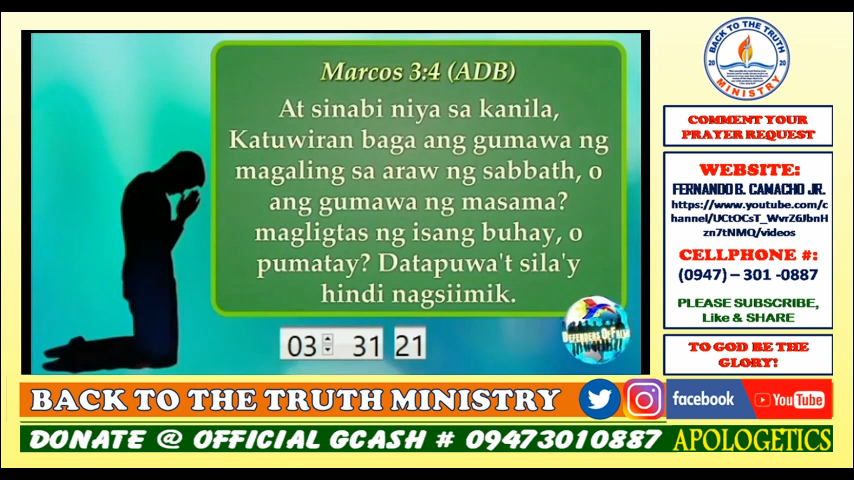 Marcos 3:4 (ADB)
At sinabi niya sa kanila,
Katuwiran baga ang gumawa ng
magaling sa araw ng sabbath, o
ang gumawa ng masama?
magligtas ng isang buhay, o
pumatay? Datapuwa't sila'y
hindi nagsiimik.
03 31 21
BACK TO THE TRUTH
20 20
MINISTRY
COMMENT YOUR
PRAYER REQUEST
WEBSITE:
FERNANDO B. CAMACHO JR.
https://www.youtube.com/c
hannel/UCtOCsT_WvrZ6JbnH
zn7tNMQ/videos
CELLPHONE #:
(0947) – 301 -0887
PLEASE SUBSCRIBE,
Like & SHARE
TO GOD BE THE
GLORY!
BACK TO THE TRUTH MINISTRY
facebook
YouTube
DONATE @ OFFICIAL GCASH # 09473010887 APOLOGETICS